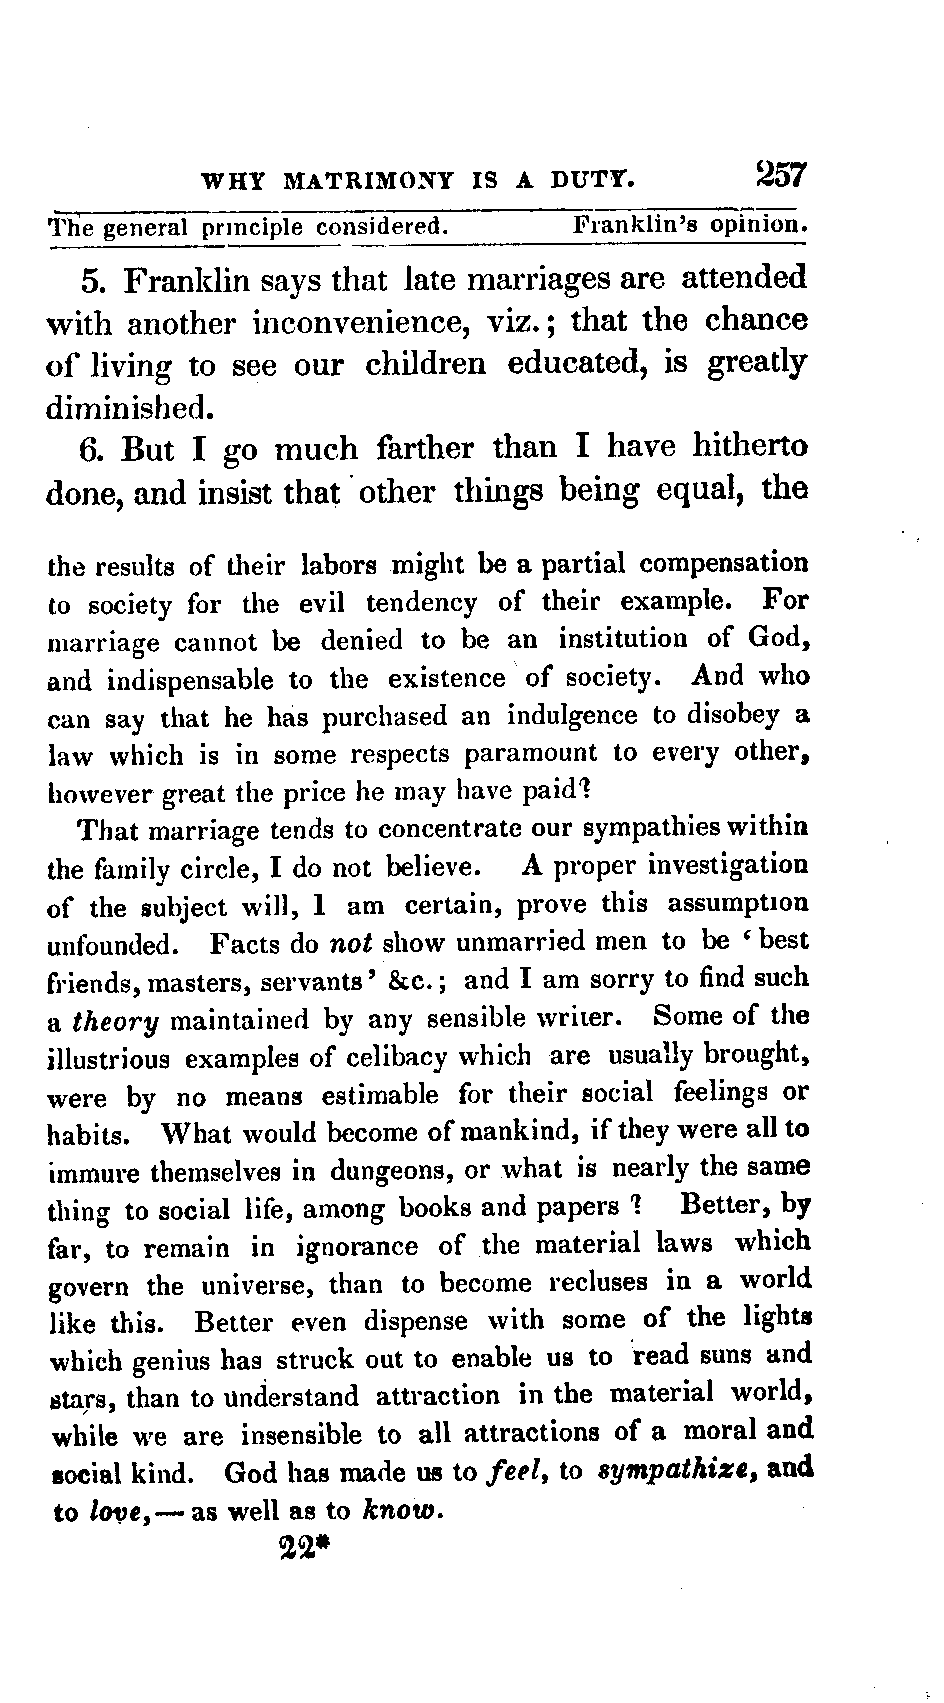 WHY MATRIMONY IS A DUTY. 257
The general principle considered. Franklin's opinion.
5. Franklin says that late marriages are attended
with another inconvenience, viz.; that the chance
of living to see our children educated, is greatly
diminished.
6. But I go much farther than I have hitherto
done, and insist that other things being equal, the
the results of their labors might be a partial compensation
to society for the evil tendency of their example. For
marriage cannot be denied to be an institution of God,
and indispensable to the existence of society. And who
can say that he has purchased an indulgence to disobey a
law which is in some respects paramount to every other,
however great the price he may have paid?
That marriage tends to concentrate our sympathies within
the family circle, I do not believe. A proper investigation
of the subject will, I am certain, prove this assumption
unfounded. Facts do not show unmarried men to be 'best
friends, masters, servants' &c.; and I am sorry to find such
a theory maintained by any sensible writer. Some of the
illustrious examples of celibacy which are usually brought,
were by no means estimable for their social feelings or
habits. What would become of mankind, if they were all to
immure themselves in dungeons, or what is nearly the same
thing to social life, among books and papers? Better, by
far, to remain in ignorance of the material laws which
govern the universe, than to become recluses in a world
like this. Better even dispense with some of the lights
which genius has struck out to enable us to read suns and
stars, than to understand attraction in the material world,
while we are insensible to all attractions of a moral and
social kind. God has made us to feel, to sympathize, and
to love,—as well as to know.
22*